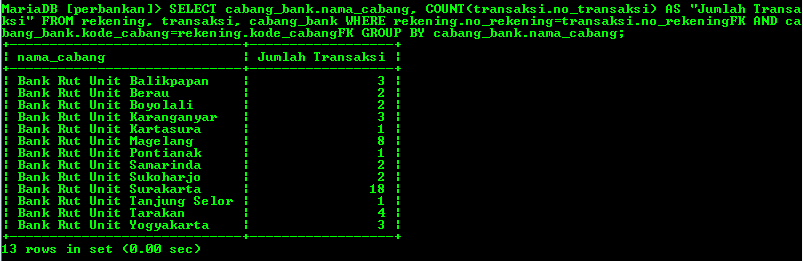 MariaDB [perbankan]> SELECT cabang_bank.nama_cabang, COUNT(transaksi.no_transaksi) AS "Jumlah Transa
ksi" FROM rekening, transaksi, cabang_bank WHERE rekening.no_rekening=transaksi.no_rekeningFK AND ca
bang_bank.kode_cabang=rekening.kode_cabangFK GROUP BY cabang_bank.nama_cabang;
+----------------------------+------------------+
| nama_cabang | Jumlah Transaksi |
+----------------------------+------------------+
| Bank Rut Unit Balikpapan | 3 |
| Bank Rut Unit Berau | 2 |
| Bank Rut Unit Boyolali | 2 |
| Bank Rut Unit Karanganyar | 3 |
| Bank Rut Unit Kartasura | 1 |
| Bank Rut Unit Magelang | 8 |
| Bank Rut Unit Pontianak | 1 |
| Bank Rut Unit Samarinda | 2 |
| Bank Rut Unit Sukoharjo | 2 |
| Bank Rut Unit Surakarta | 18 |
| Bank Rut Unit Tanjung Selor | 1 |
| Bank Rut Unit Tarakan | 4 |
| Bank Rut Unit Yogyakarta | 3 |
+----------------------------+------------------+
13 rows in set (0.00 sec)